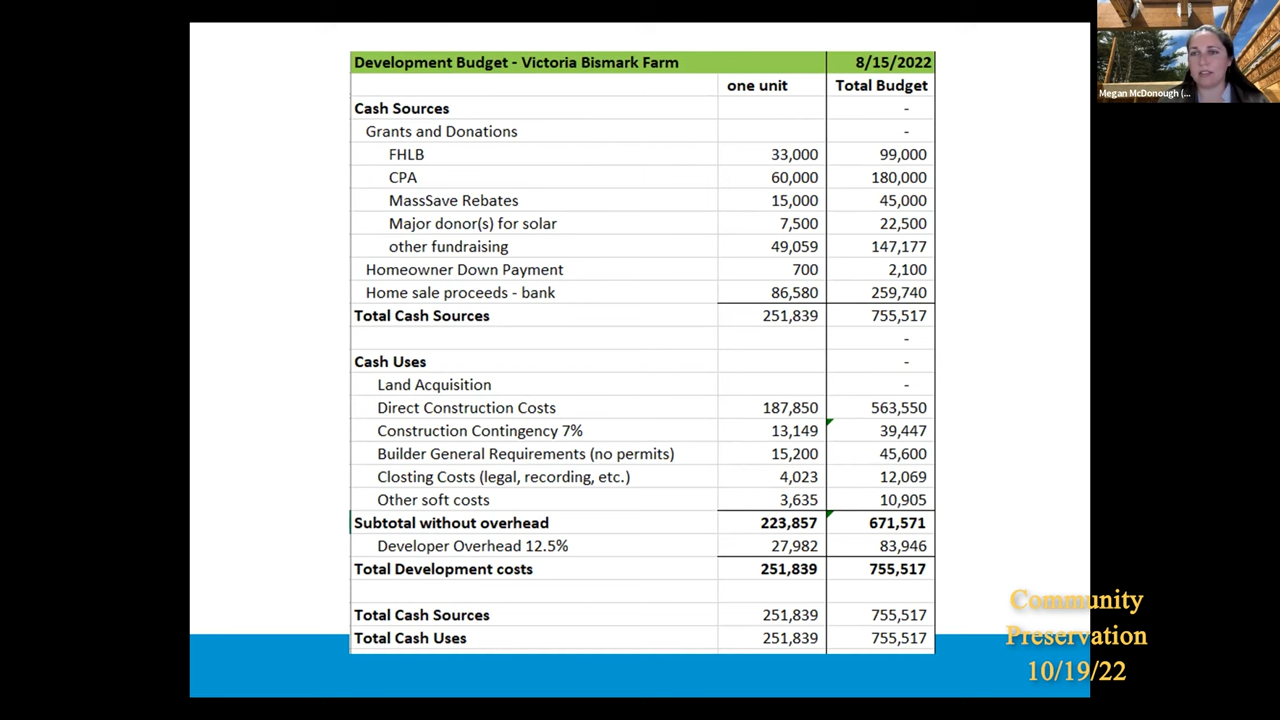 Development Budget - Victoria Bismark Farm 8/15/2022
one unit Total Budget
Cash Sources -
Grants and Donations -
FHLB 33,000 99,000
CPA 60,000 180,000
MassSave Rebates 15,000 45,000
Major donor(s) for solar 7,500 22,500
other fundraising 49,059 147,177
Homeowner Down Payment 700 2,100
Home sale proceeds - bank 86,580 259,740
Total Cash Sources 251,839 755,517
-
Cash Uses -
Land Acquisition -
Direct Construction Costs 187,850 563,550
Construction Contingency 7% 13,149 39,447
Builder General Requirements (no permits) 15,200 45,600
Clossting Costs (legal, recording, etc.) 4,023 12,069
Other soft costs 3,635 10,905
Subtotal without overhead 223,857 671,571
Developer Overhead 12.5% 27,982 83,946
Total Development costs 251,839 755,517
Total Cash Sources 251,839 755,517
Total Cash Uses 251,839 755,517
Megan McDonough (...
Community
Preservation
10/19/22